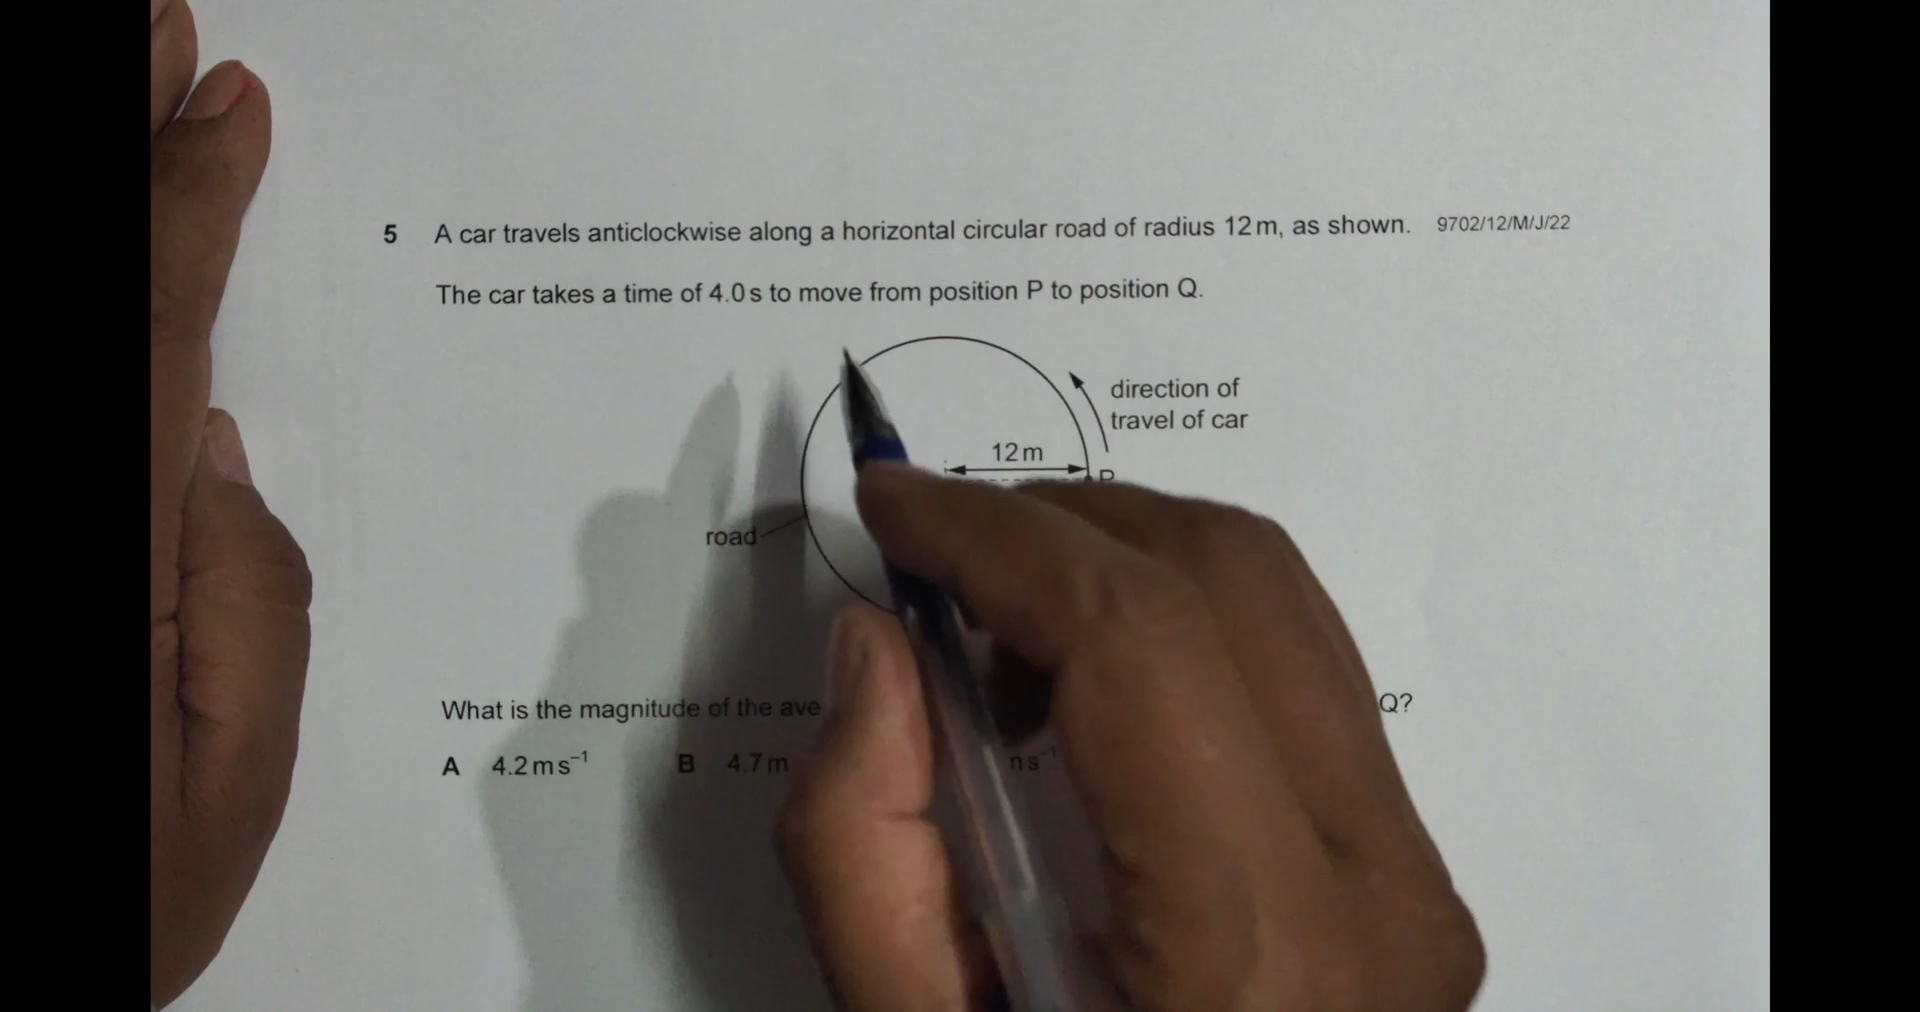 5 A car travels anticlockwise along a horizontal circular road of radius 12 m, as shown. 9702/12/M/J/22
The car takes a time of 4.0 s to move from position P to position Q.
direction of
travel of car
12 m
P
road
What is the magnitude of the ave Q?
A 4.2 m s⁻¹ B 4.7 m s⁻¹